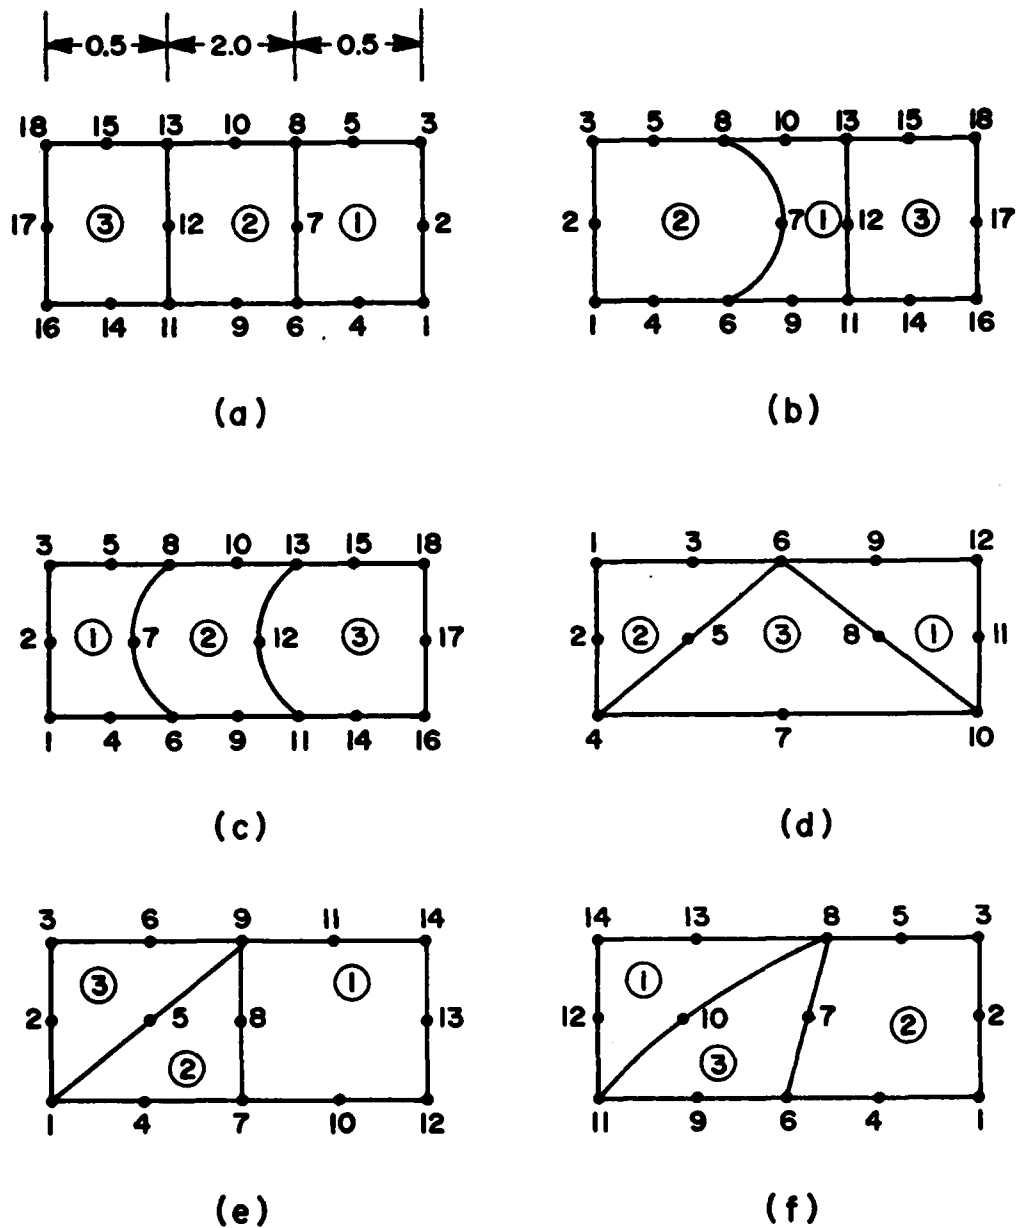 0.5 2.0 0.5
18 15 13 10 8 5 3
17 3 12 2 7 1 2
16 14 11 9 6 4 1
(a)
3 5 8 10 13 15 18
2 2 7 1 12 3 17
1 4 6 9 11 14 16
(b)
3 5 8 10 13 15 18
2 1 7 2 12 3 17
1 4 6 9 11 14 16
(c)
1 3 6 9 12
2 2 5 3 8 1 11
4 7 10
(d)
3 6 9 11 14
3 1
2 5 8 13
2
1 4 7 10 12
(e)
14 13 8 5 3
1
12 10 7 2 2
3
11 9 6 4 1
(f)